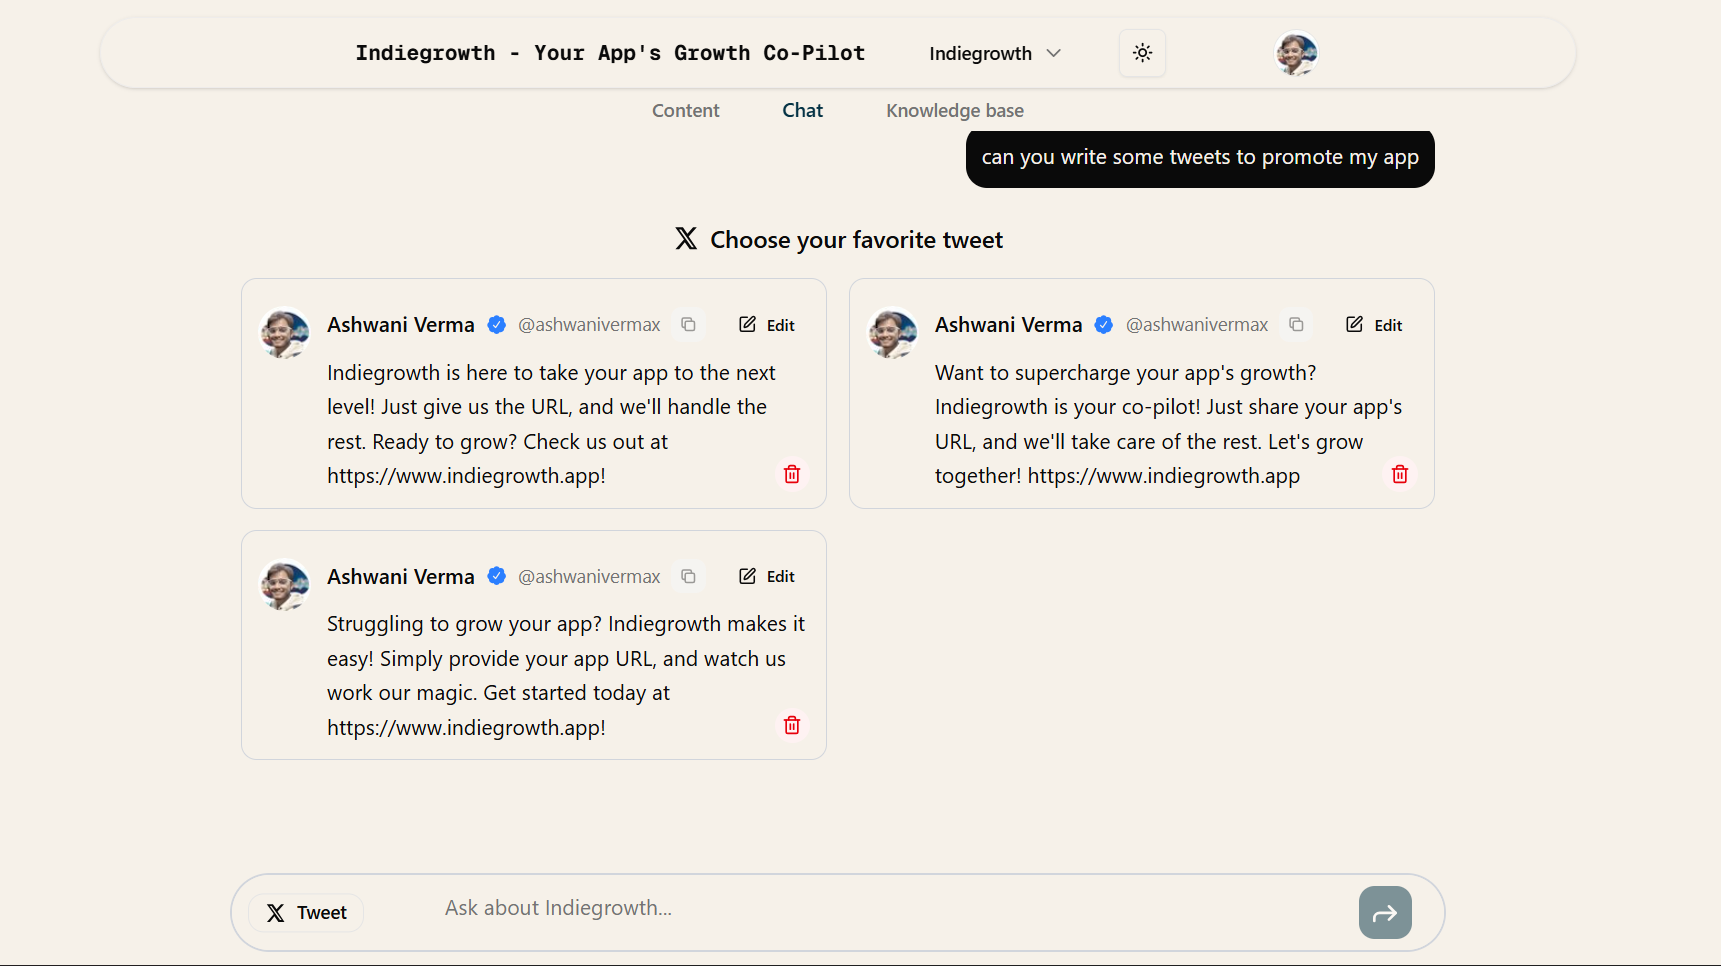 Indiegrowth - Your App's Growth Co-Pilot
Indiegrowth
Content
Chat
Knowledge base
can you write some tweets to promote my app
X Choose your favorite tweet
Ashwani Verma @ashwanivermax Edit
Indiegrowth is here to take your app to the next
level! Just give us the URL, and we'll handle the
rest. Ready to grow? Check us out at
https://www.indiegrowth.app!
Ashwani Verma @ashwanivermax Edit
Want to supercharge your app's growth?
Indiegrowth is your co-pilot! Just share your app's
URL, and we'll take care of the rest. Let's grow
together! https://www.indiegrowth.app
Ashwani Verma @ashwanivermax Edit
Struggling to grow your app? Indiegrowth makes it
easy! Simply provide your app URL, and watch us
work our magic. Get started today at
https://www.indiegrowth.app!
X Tweet
Ask about Indiegrowth...